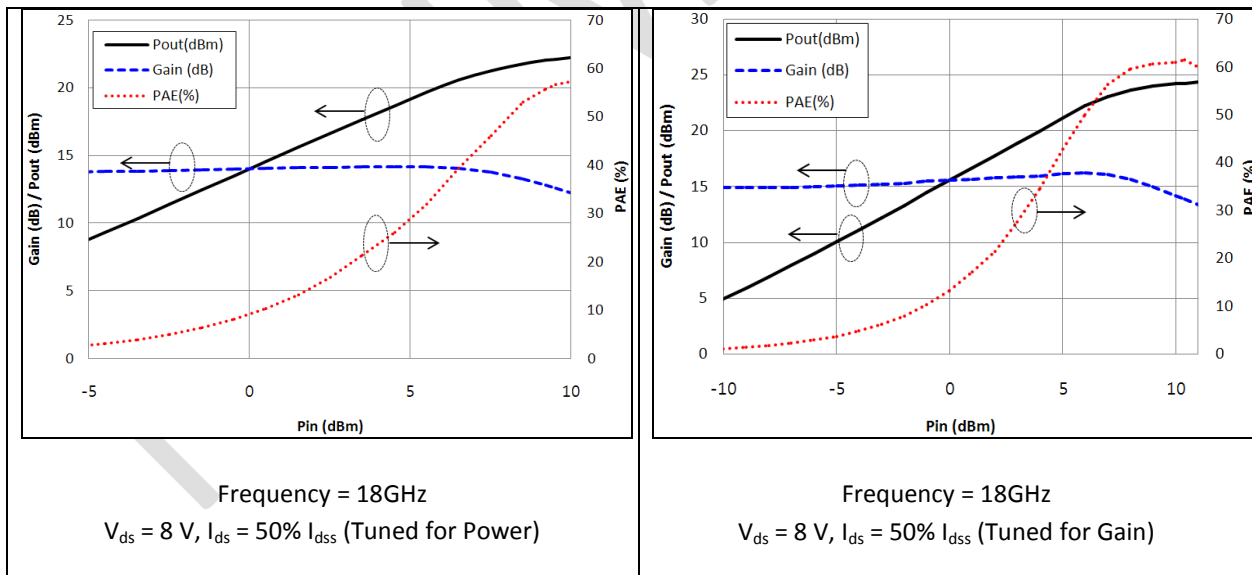 25
20
15
10
5
0
70
60
50
40
30
20
10
0
-5
0
5
10
Gain (dB) / Pout (dBm)
PAE (%)
Pin (dBm)
Pout(dBm)
Gain (dB)
PAE(%)
Frequency = 18GHz
Vds = 8 V, Ids = 50% Idss (Tuned for Power)
30
25
20
15
10
5
0
70
60
50
40
30
20
10
0
-10
-5
0
5
10
Gain (dB) / Pout (dBm)
PAE (%)
Pin (dBm)
Pout(dBm)
Gain (dB)
PAE(%)
Frequency = 18GHz
Vds = 8 V, Ids = 50% Idss (Tuned for Gain)